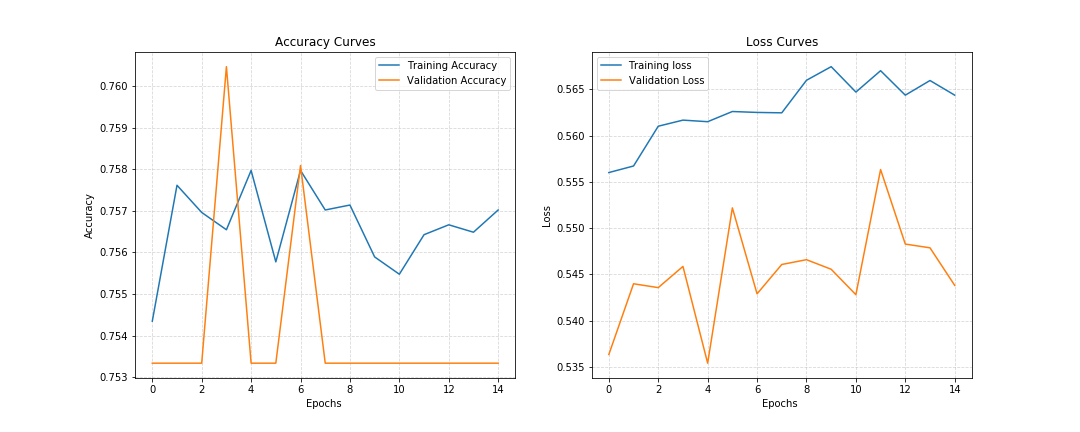 Accuracy Curves
Training Accuracy
Validation Accuracy
0.760
0.759
0.758
0.757
0.756
0.755
0.754
0.753
Accuracy
0 2 4 6 8 10 12 14
Epochs
Loss Curves
Training loss
Validation Loss
0.565
0.560
0.555
0.550
0.545
0.540
0.535
Loss
0 2 4 6 8 10 12 14
Epochs